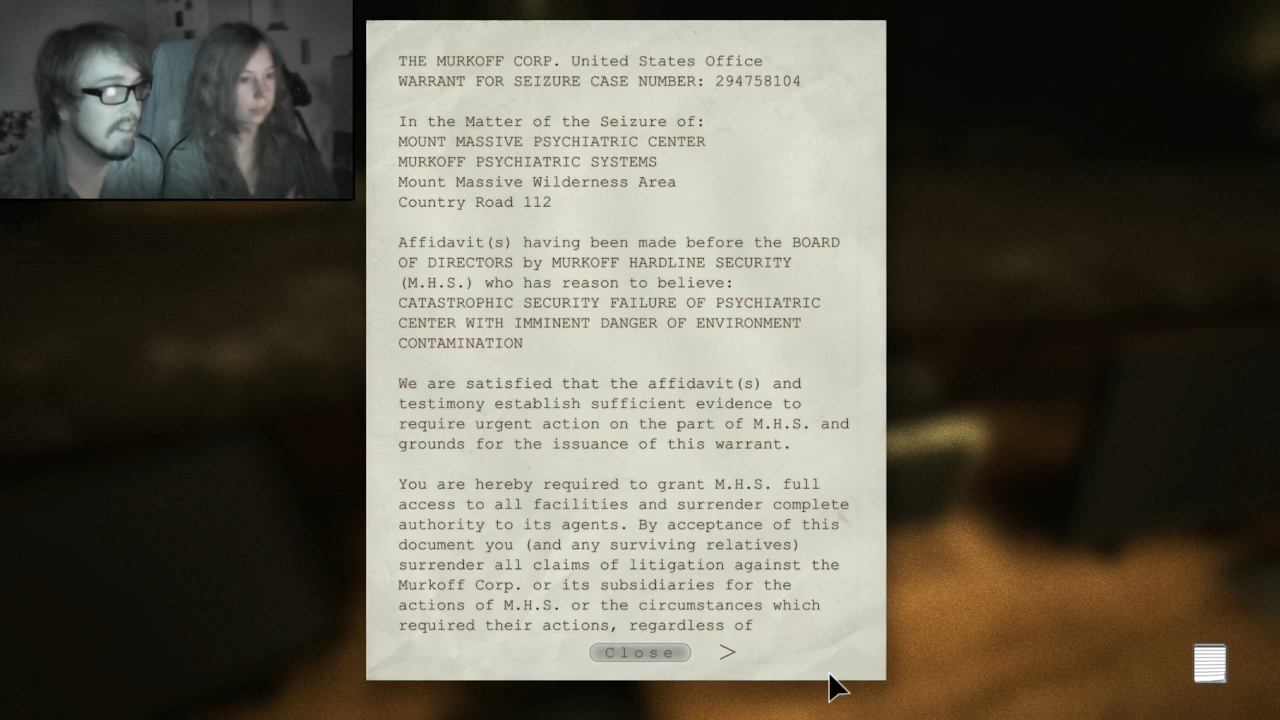 THE MURKOFF CORP. United States Office
WARRANT FOR SEIZURE CASE NUMBER: 294758104
In the Matter of the Seizure of:
MOUNT MASSIVE PSYCHIATRIC CENTER
MURKOFF PSYCHIATRIC SYSTEMS
Mount Massive Wilderness Area
Country Road 112
Affidavit(s) having been made before the BOARD
OF DIRECTORS by MURKOFF HARDLINE SECURITY
(M.H.S.) who has reason to believe:
CATASTROPHIC SECURITY FAILURE OF PSYCHIATRIC
CENTER WITH IMMINENT DANGER OF ENVIRONMENT
CONTAMINATION
We are satisfied that the affidavit(s) and
testimony establish sufficient evidence to
require urgent action on the part of M.H.S. and
grounds for the issuance of this warrant.
You are hereby required to grant M.H.S. full
access to all facilities and surrender complete
authority to its agents. By acceptance of this
document you (and any surviving relatives)
surrender all claims of litigation against the
Murkoff Corp. or its subsidiaries for the
actions of M.H.S. or the circumstances which
required their actions, regardless of
Close >